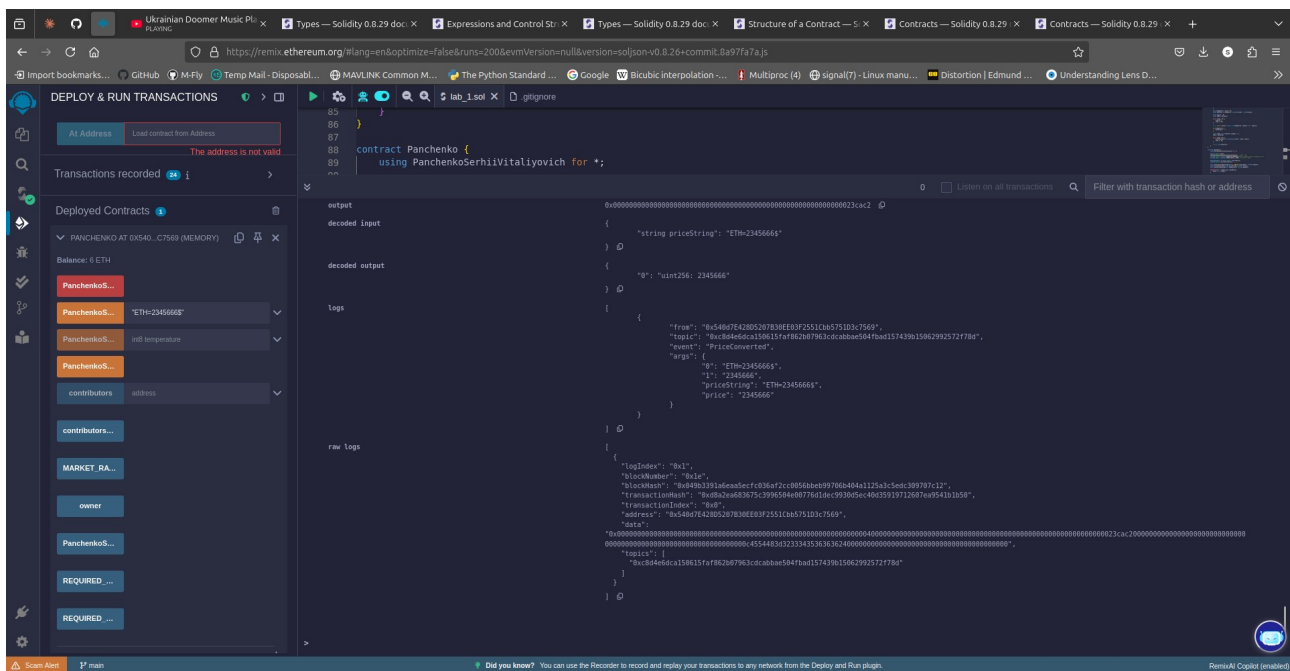 Ukrainian Doomer Music Pla
PLAYING
Types — Solidity 0.8.29 doc
Expressions and Control Str
Types — Solidity 0.8.29 doc
Structure of a Contract — S
Contracts — Solidity 0.8.29
Contracts — Solidity 0.8.29
https://remix.ethereum.org/#lang=en&optimize=false&runs=200&evmVersion=null&version=soljson-v0.8.26+commit.8a97fa7a.js
Import bookmarks... GitHub M-Fly Temp Mail - Disposabl... MAVLINK Common M... The Python Standard ... Google Bicubic interpolation -... Multiproc (4) signal(7) - Linux manu... Distortion | Edmund ... Understanding Lens D...
DEPLOY & RUN TRANSACTIONS
lab_1.sol
.gitignore
At Address
Load contract from Address
The address is not valid
Transactions recorded 24
Deployed Contracts 1
PANCHENKO AT 0X540...C7569 (MEMORY)
Balance: 6 ETH
PanchenkoS...
PanchenkoS...
"ETH=2345666$"
PanchenkoS...
int8 temperature
PanchenkoS...
contributors
address
contributors...
MARKET_RA...
owner
PanchenkoS...
REQUIRED_...
REQUIRED_...
85 }
86 }
87
88 contract Panchenko {
89 using PanchenkoSerhiiVitaliyovich for *;
0 Listen on all transactions
Filter with transaction hash or address
output
decoded input {
"string priceString": "ETH=2345666$"
}
decoded output {
"0": "uint256: 2345666"
}
logs [
{
"from": "0x540d7E428D5207B30EE03F2551Cbb5751D3c7569",
"event": "PriceConverted",
"args": {
"0": "ETH=2345666$",
"1": "2345666",
"priceString": "ETH=2345666$",
"price": "2345666"
}
}
]
raw logs [
{
"logIndex": "0x1",
"blockNumber": "0x1e",
"blockHash":
"transactionHash":
"transactionIndex": "0x0",
"address": "0x540d7E428D5207B30EE03F2551Cbb5751D3c7569",
"data":
"topics": [
]
}
]
>
Scam Alert
main
Did you know? You can use the Recorder to record and replay your transactions to any network from the Deploy and Run plugin.
RemixAI Copilot (enabled)